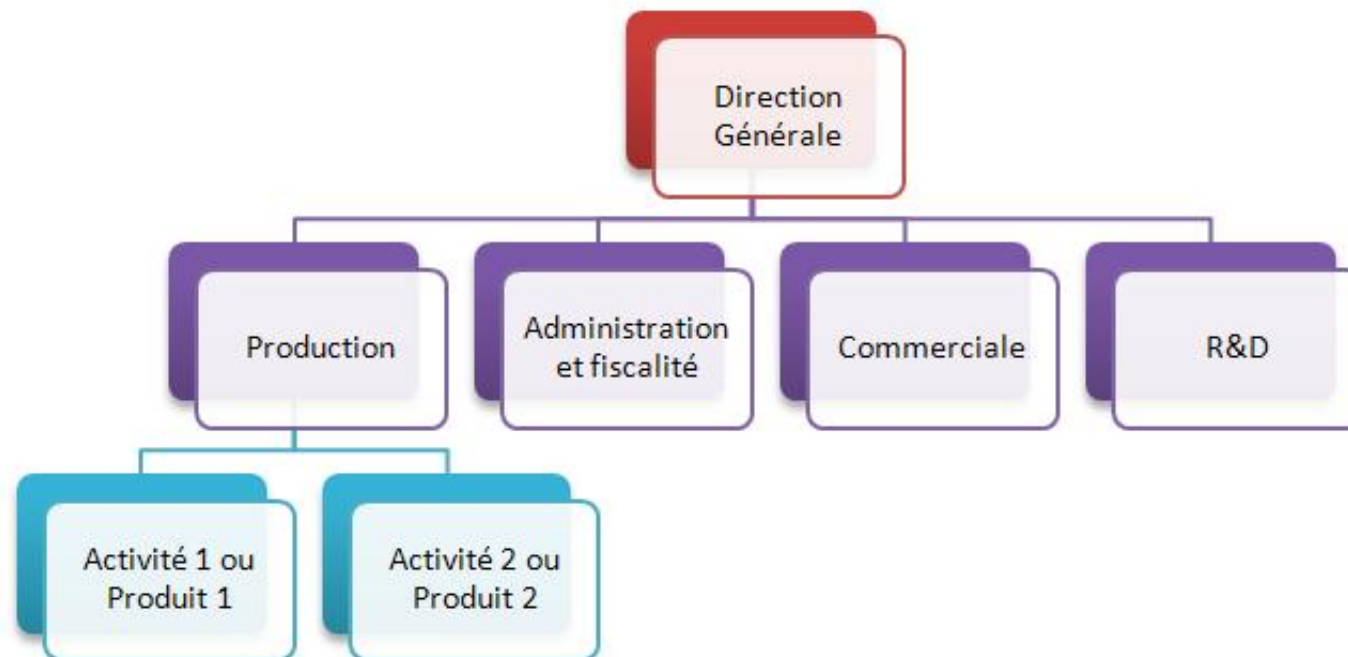 Direction
Générale
Production
Administration
et fiscalité
Commerciale
R&D
Activité 1 ou
Produit 1
Activité 2 ou
Produit 2